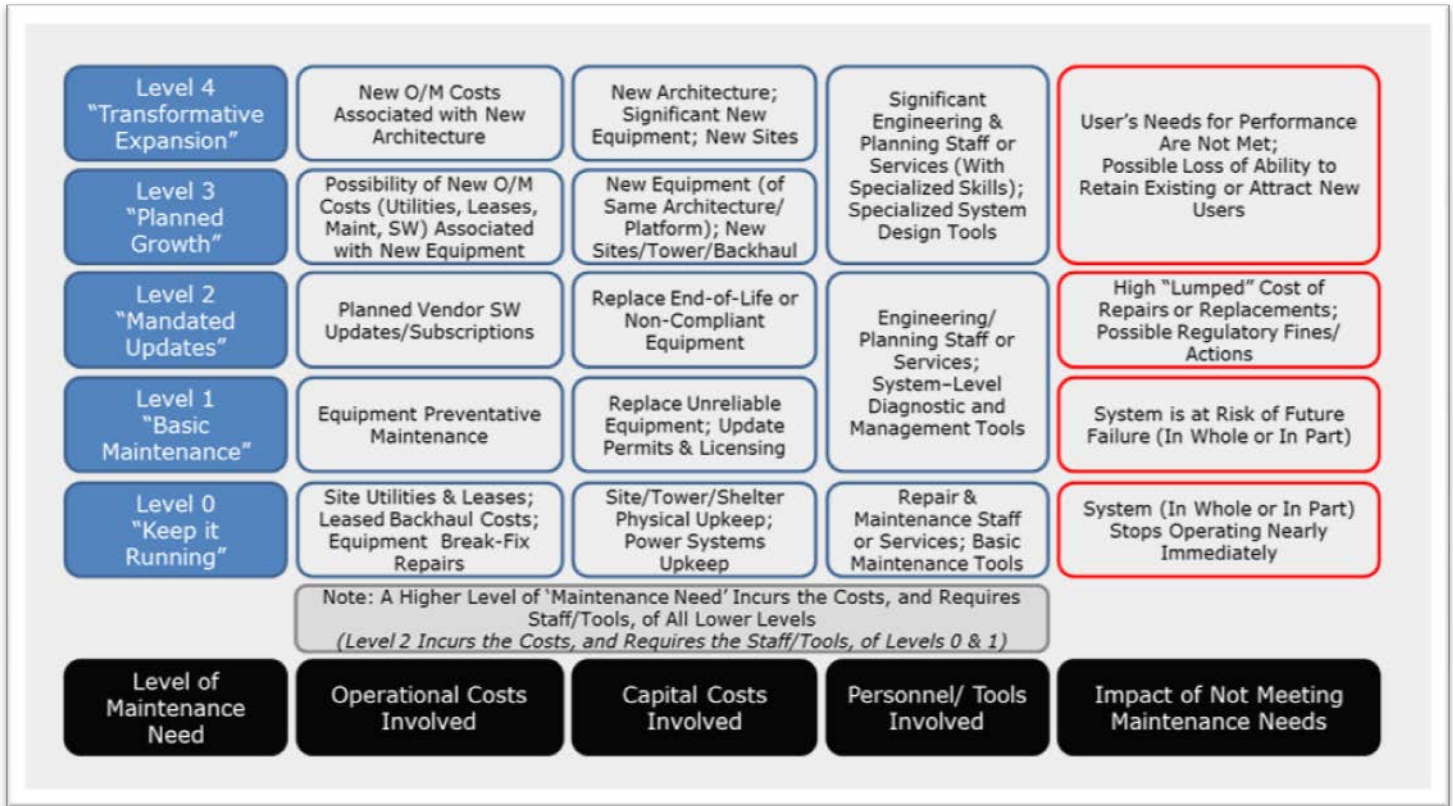 Level 4
"Transformative
Expansion"
New O/M Costs
Associated with New
Architecture
New Architecture;
Significant New
Equipment; New Sites
Significant
Engineering &
Planning Staff or
Services (With
Specialized Skills);
Specialized System
Design Tools
User's Needs for Performance
Are Not Met;
Possible Loss of Ability to
Retain Existing or Attract New
Users
Level 3
"Planned
Growth"
Possibility of New O/M
Costs (Utilities, Leases,
Maint, SW) Associated
with New Equipment
New Equipment (of
Same Architecture/
Platform); New
Sites/Tower/Backhaul
Level 2
"Mandated
Updates"
Planned Vendor SW
Updates/Subscriptions
Replace End-of-Life or
Non-Compliant
Equipment
Engineering/
Planning Staff or
Services;
System–Level
Diagnostic and
Management Tools
High "Lumped" Cost of
Repairs or Replacements;
Possible Regulatory Fines/
Actions
Level 1
"Basic
Maintenance"
Equipment Preventative
Maintenance
Replace Unreliable
Equipment; Update
Permits & Licensing
System is at Risk of Future
Failure (In Whole or In Part)
Level 0
"Keep it
Running"
Site Utilities & Leases;
Leased Backhaul Costs;
Equipment Break-Fix
Repairs
Site/Tower/Shelter
Physical Upkeep;
Power Systems
Upkeep
Repair &
Maintenance Staff
or Services; Basic
Maintenance Tools
System (In Whole or In Part)
Stops Operating Nearly
Immediately
Note: A Higher Level of 'Maintenance Need' Incurs the Costs, and Requires
Staff/Tools, of All Lower Levels
(Level 2 Incurs the Costs, and Requires the Staff/Tools, of Levels 0 & 1)
Level of
Maintenance
Need
Operational Costs
Involved
Capital Costs
Involved
Personnel/ Tools
Involved
Impact of Not Meeting
Maintenance Needs